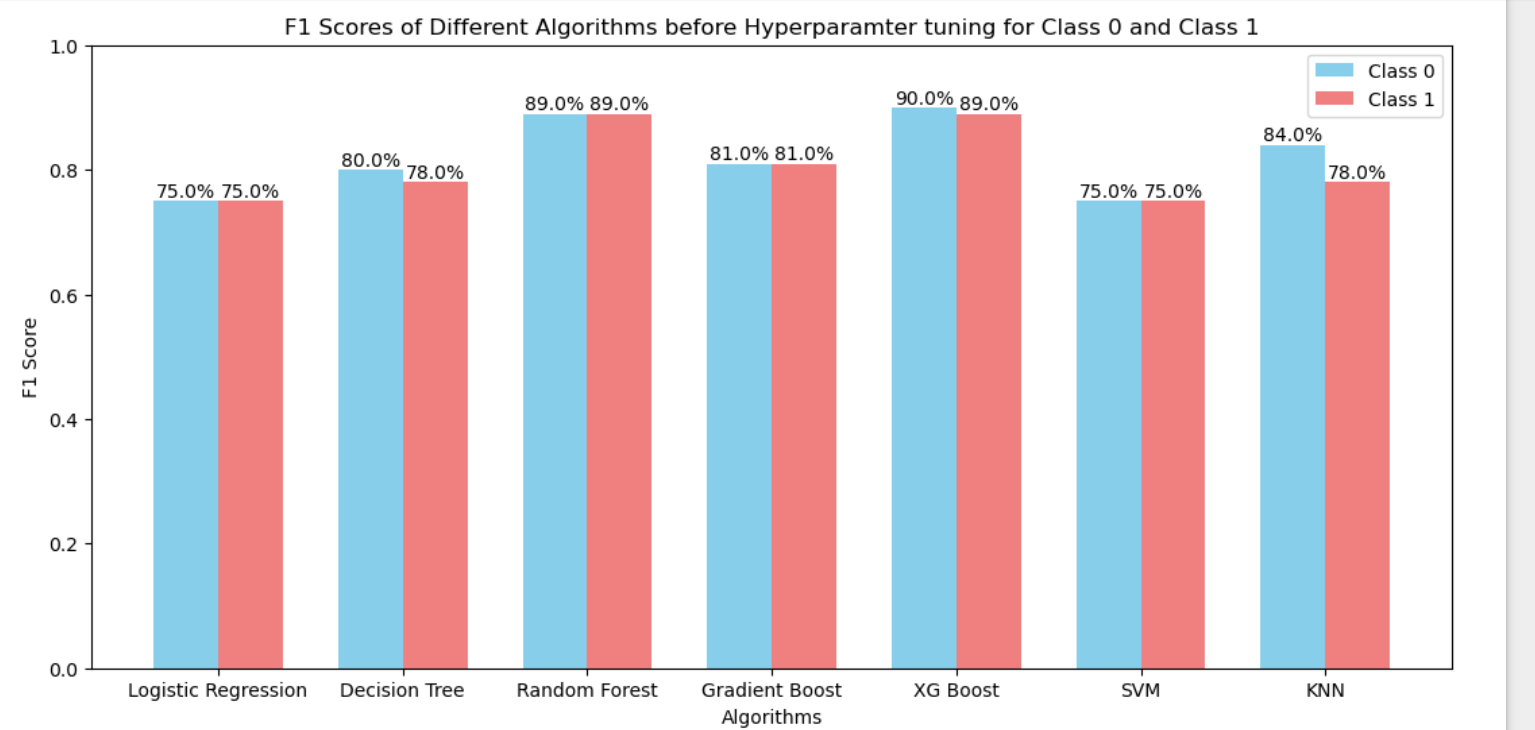 F1 Scores of Different Algorithms before Hyperparamter tuning for Class 0 and Class 1
Class 0
Class 1
F1 Score
1.0
0.8
0.6
0.4
0.2
0.0
75.0% 75.0%
80.0% 78.0%
89.0% 89.0%
81.0% 81.0%
90.0% 89.0%
75.0% 75.0%
84.0% 78.0%
Logistic Regression Decision Tree Random Forest Gradient Boost XG Boost SVM KNN
Algorithms